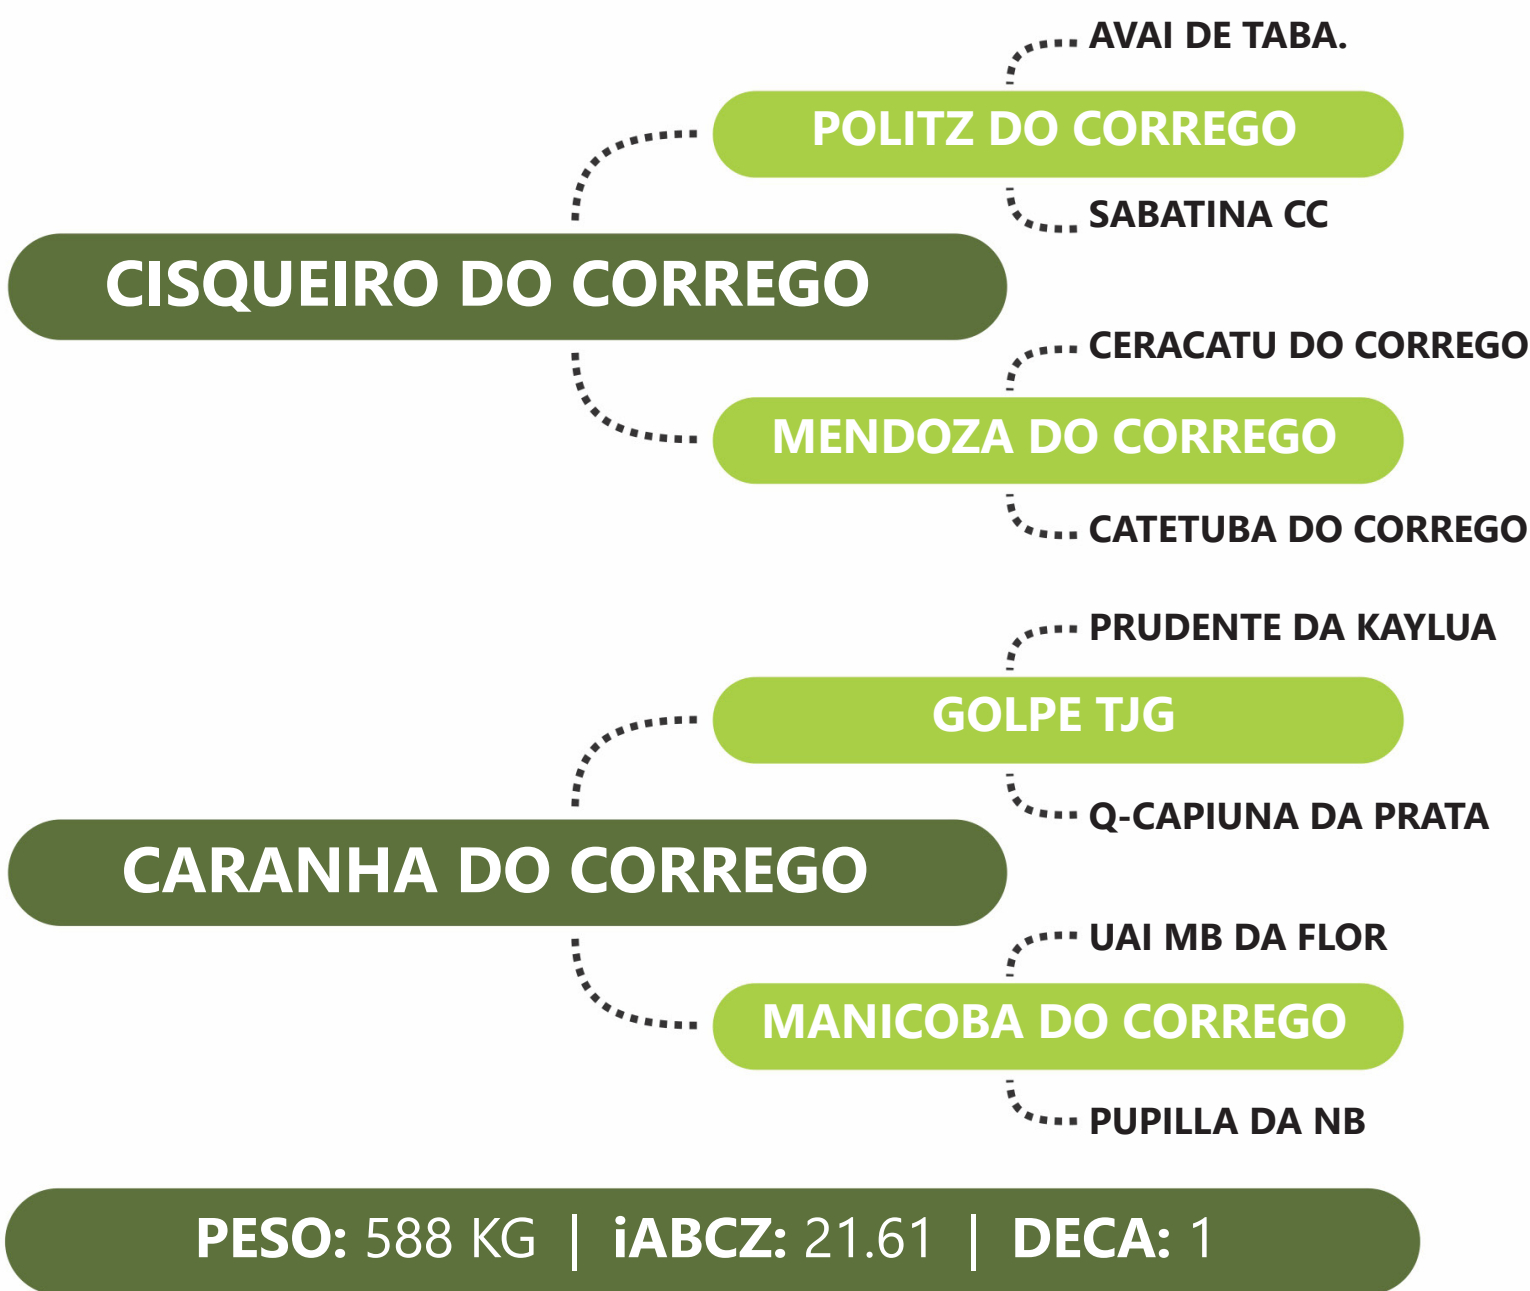 AVAI DE TABA.
POLITZ DO CORREGO
SABATINA CC
CISQUEIRO DO CORREGO
CERACATU DO CORREGO
MENDOZA DO CORREGO
CATETUBA DO CORREGO
PRUDENTE DA KAYLUA
GOLPE TJG
Q-CAPIUNA DA PRATA
CARANHA DO CORREGO
UAI MB DA FLOR
MANICOBA DO CORREGO
PUPILLA DA NB
PESO: 588 KG | iABCZ: 21.61 | DECA: 1